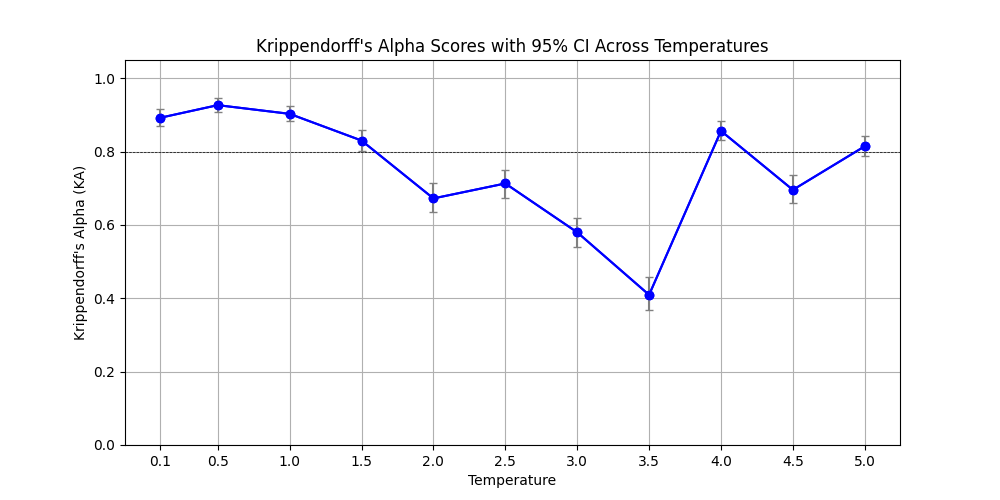 Krippendorff's Alpha Scores with 95% CI Across Temperatures
Krippendorff's Alpha (KA)
1.0
0.8
0.6
0.4
0.2
0.0
0.1 0.5 1.0 1.5 2.0 2.5 3.0 3.5 4.0 4.5 5.0
Temperature